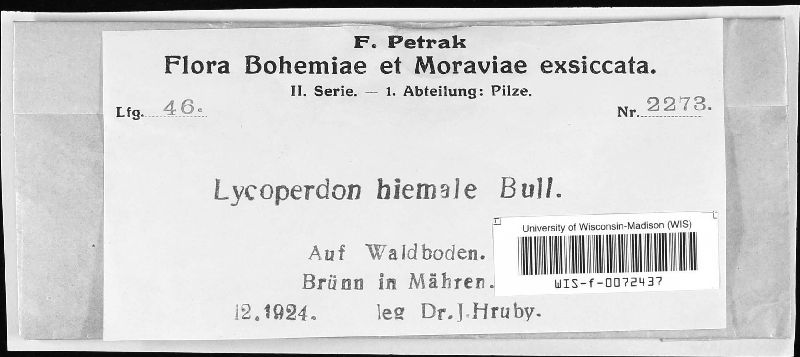 F. Petrak
Flora Bohemiae et Moraviae exsiccata.
II. Serie. — 1. Abteilung: Pilze.
Lfg. 46.
Nr. 2273.
Lycoperdon hiemale Bull.
Auf Waldboden.
Brünn in Mähren.
12.1924. leg Dr. J. Hruby.
University of Wisconsin-Madison (WIS)
WIS-f-0072437